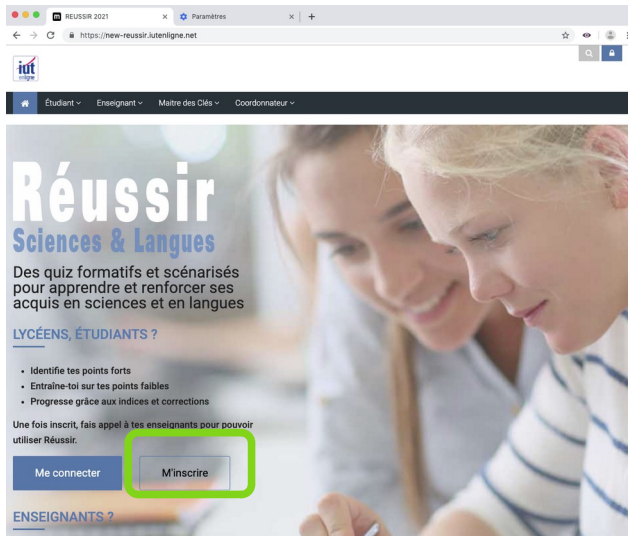 REUSSIR 2021
Paramètres
https://new-reussir.iutenligne.net
iut
en ligne
Étudiant
Enseignant
Maitre des Clés
Coordonnateur
Réussir
Sciences & Langues
Des quiz formatifs et scénarisés
pour apprendre et renforcer ses
acquis en sciences et en langues
LYCÉENS, ÉTUDIANTS ?
• Identifie tes points forts
• Entraîne-toi sur tes points faibles
• Progresse grâce aux indices et corrections
Une fois inscrit, fais appel à tes enseignants pour pouvoir
utiliser Réussir.
Me connecter
M'inscrire
ENSEIGNANTS ?